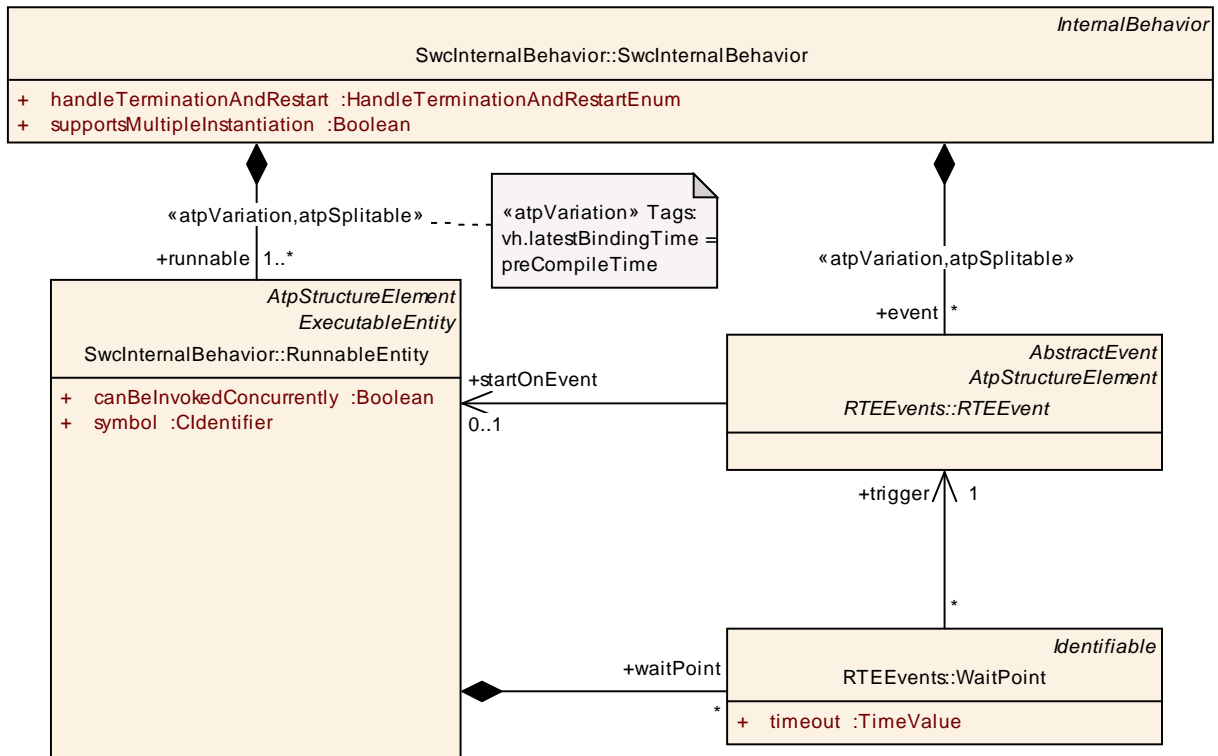 InternalBehavior
SwcInternalBehavior::SwcInternalBehavior
+ handleTerminationAndRestart :HandleTerminationAndRestartEnum
+ supportsMultipleInstantiation :Boolean
«atpVariation,atpSplitable»
«atpVariation» Tags:
vh.latestBindingTime =
preCompileTime
+runnable 1..*
«atpVariation,atpSplitable»
+event *
AtpStructureElement
ExecutableEntity
SwcInternalBehavior::RunnableEntity
+ canBeInvokedConcurrently :Boolean
+ symbol :CIdentifier
+startOnEvent
0..1
AbstractEvent
AtpStructureElement
RTEEvents::RTEEvent
+trigger 1
*
+waitPoint
*
Identifiable
RTEEvents::WaitPoint
+ timeout :TimeValue